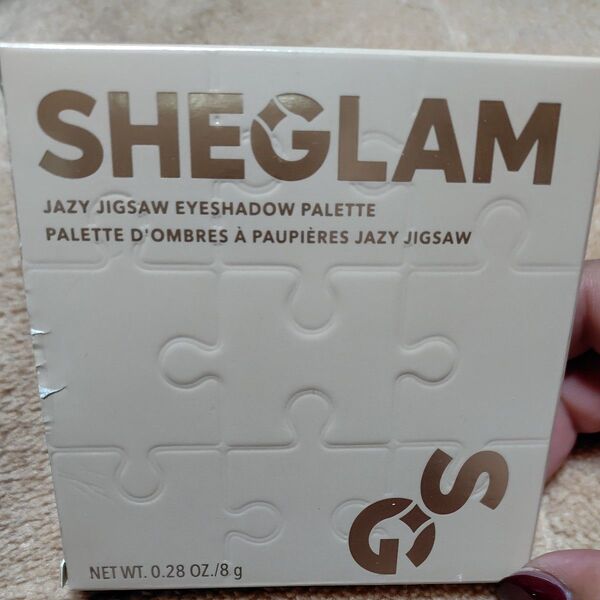 SHEGLAM
JAZY JIGSAW EYESHADOW PALETTE
PALETTE D'OMBRES À PAUPIÈRES JAZY JIGSAW
GS
NET WT. 0.28 OZ./8 g